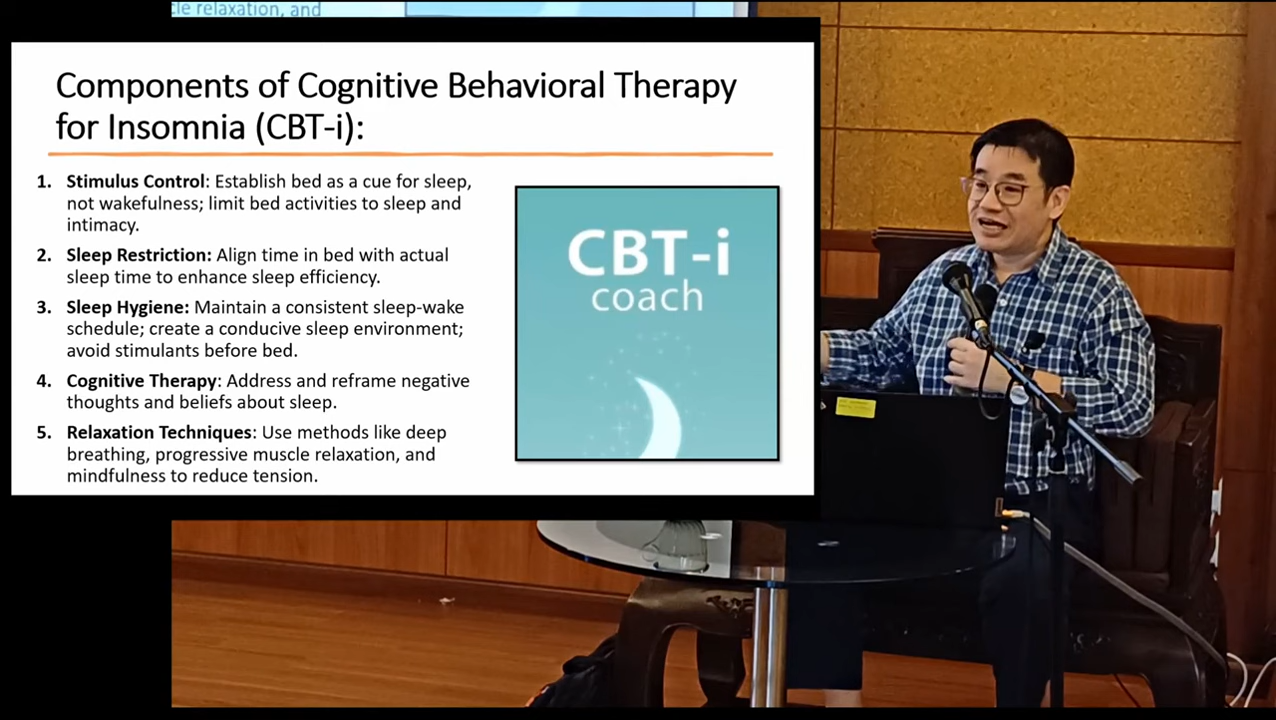 cle relaxation, and
Components of Cognitive Behavioral Therapy
for Insomnia (CBT-i):
1. Stimulus Control: Establish bed as a cue for sleep,
not wakefulness; limit bed activities to sleep and
intimacy.
2. Sleep Restriction: Align time in bed with actual
sleep time to enhance sleep efficiency.
3. Sleep Hygiene: Maintain a consistent sleep-wake
schedule; create a conducive sleep environment;
avoid stimulants before bed.
4. Cognitive Therapy: Address and reframe negative
thoughts and beliefs about sleep.
5. Relaxation Techniques: Use methods like deep
breathing, progressive muscle relaxation, and
mindfulness to reduce tension.
CBT-i
coach